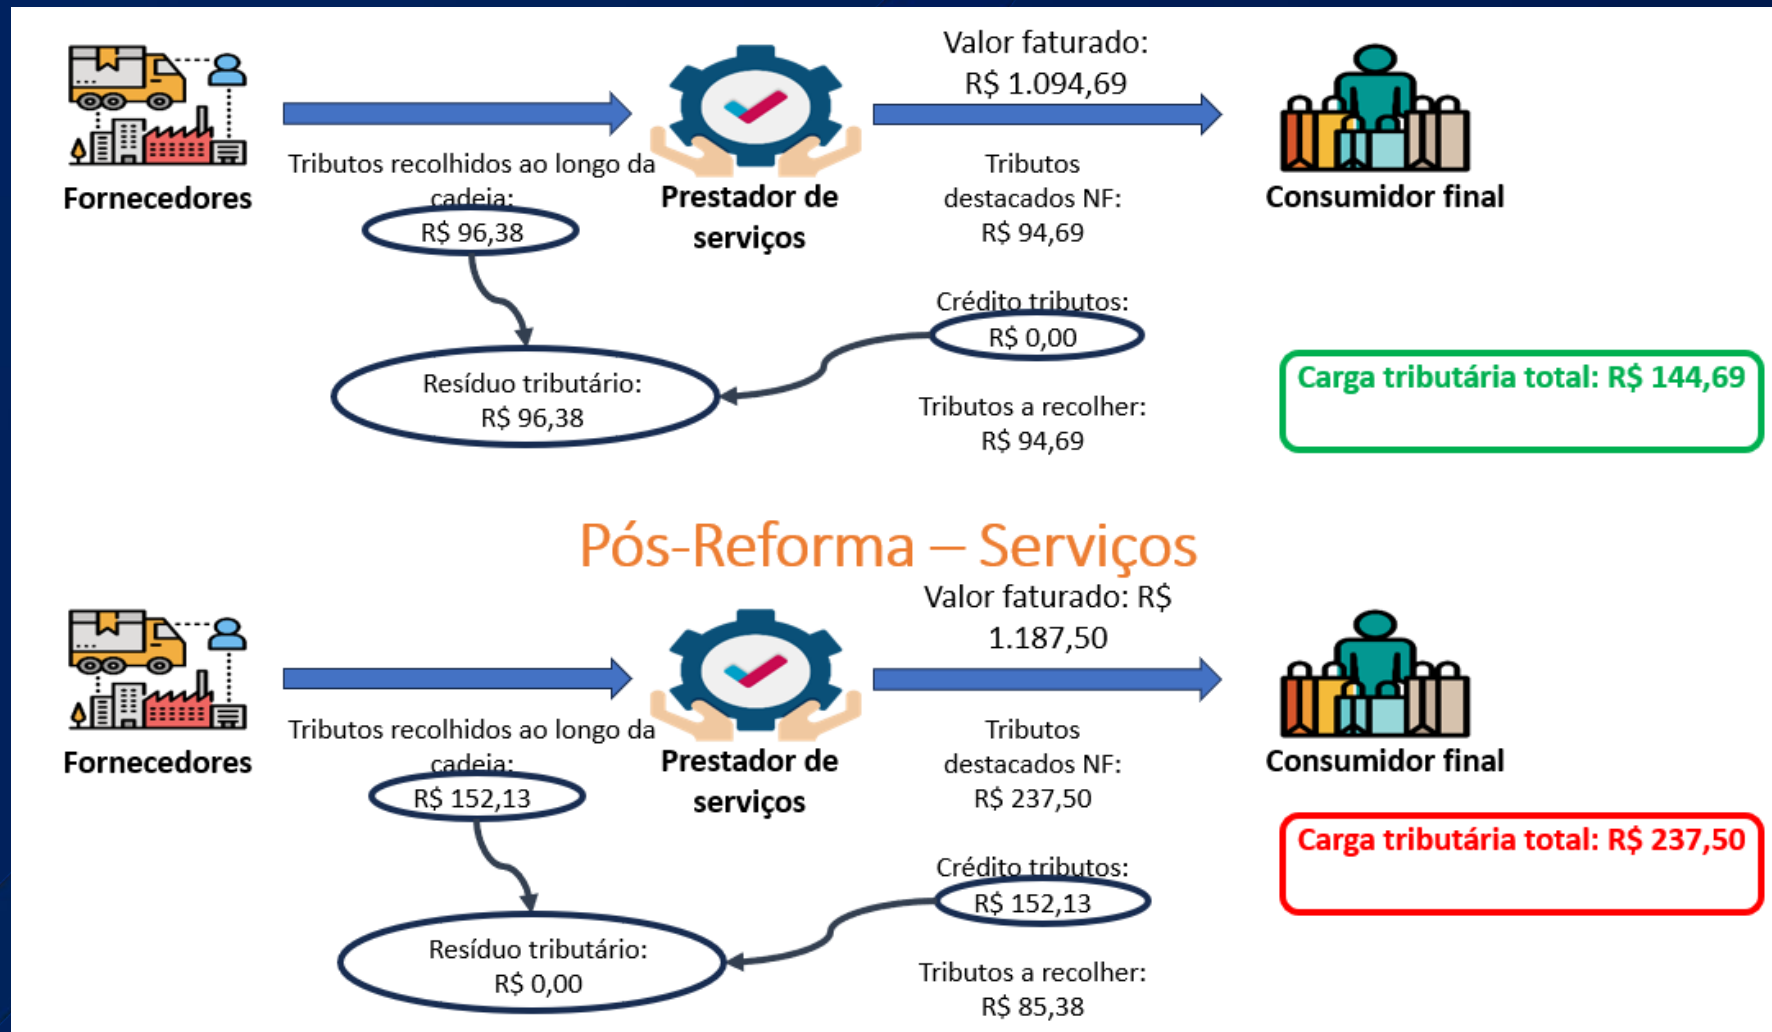 Valor faturado:
R$ 1.094,69
Tributos recolhidos ao longo da
cadeia:
R$ 96,38
Fornecedores
Prestador de
serviços
Tributos
destacados NF:
R$ 94,69
Consumidor final
Crédito tributos:
R$ 0,00
Resíduo tributário:
R$ 96,38
Tributos a recolher:
R$ 94,69
Carga tributária total: R$ 144,69
Pós-Reforma – Serviços
Valor faturado: R$
1.187,50
Tributos recolhidos ao longo da
cadeia:
R$ 152,13
Fornecedores
Prestador de
serviços
Tributos
destacados NF:
R$ 237,50
Consumidor final
Carga tributária total: R$ 237,50
Crédito tributos:
R$ 152,13
Resíduo tributário:
R$ 0,00
Tributos a recolher:
R$ 85,38